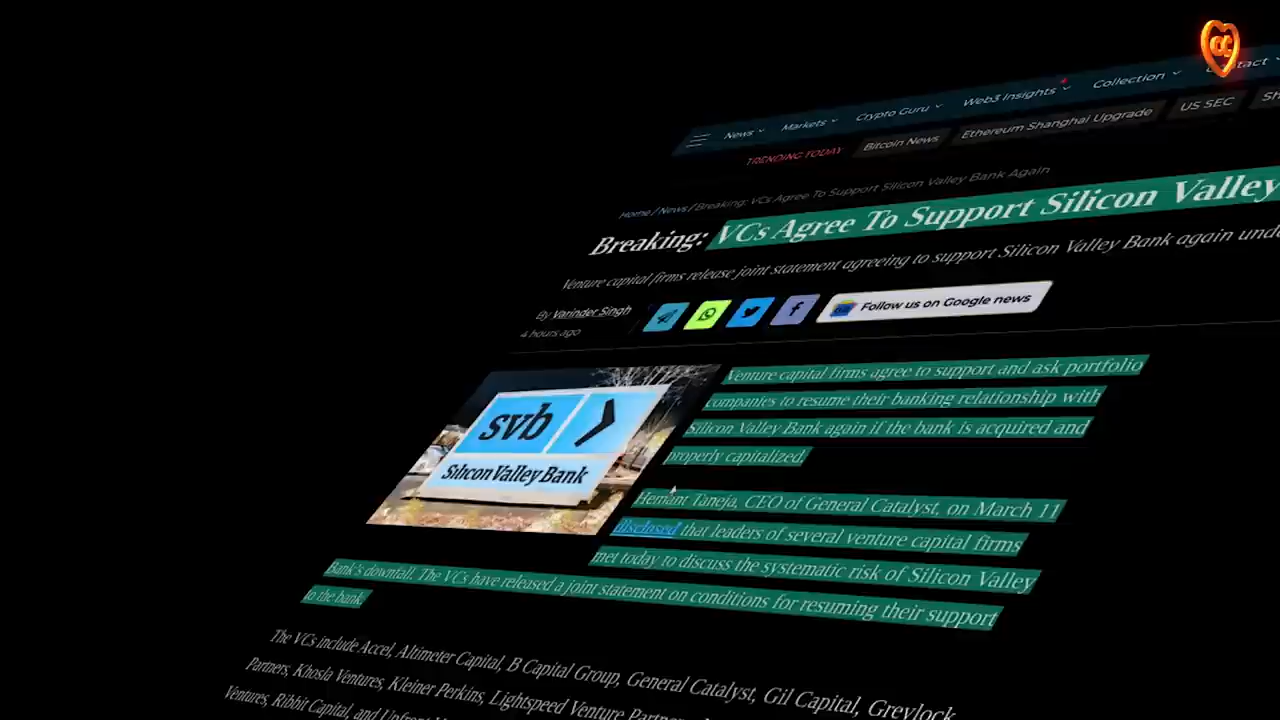 News Markets Crypto Guru Web3 Insights Collection Contact
TRENDING TODAY Bitcoin News Ethereum Shanghai Upgrade US SEC
Home / News / Breaking: VCs Agree To Support Silicon Valley Bank Again
Breaking: VCs Agree To Support Silicon Valley
Venture capital firms release joint statement agreeing to support Silicon Valley Bank again
By Varinder Singh
4 hours ago
Follow us on Google news
svb
Silicon Valley Bank
Venture capital firms agree to support and ask portfolio
companies to resume their banking relationship with
Silicon Valley Bank again if the bank is acquired and
properly capitalized.
Hemant Taneja, CEO of General Catalyst, on March 11
disclosed that leaders of several venture capital firms
met today to discuss the systematic risk of Silicon Valley
Bank's downfall. The VCs have released a joint statement on conditions for resuming their support
to the bank.
The VCs include Accel, Altimeter Capital, B Capital Group, General Catalyst, Gil Capital, Greylock
Partners, Khosla Ventures, Kleiner Perkins, Lightspeed Venture
Ventures, Ribbit Capital, and